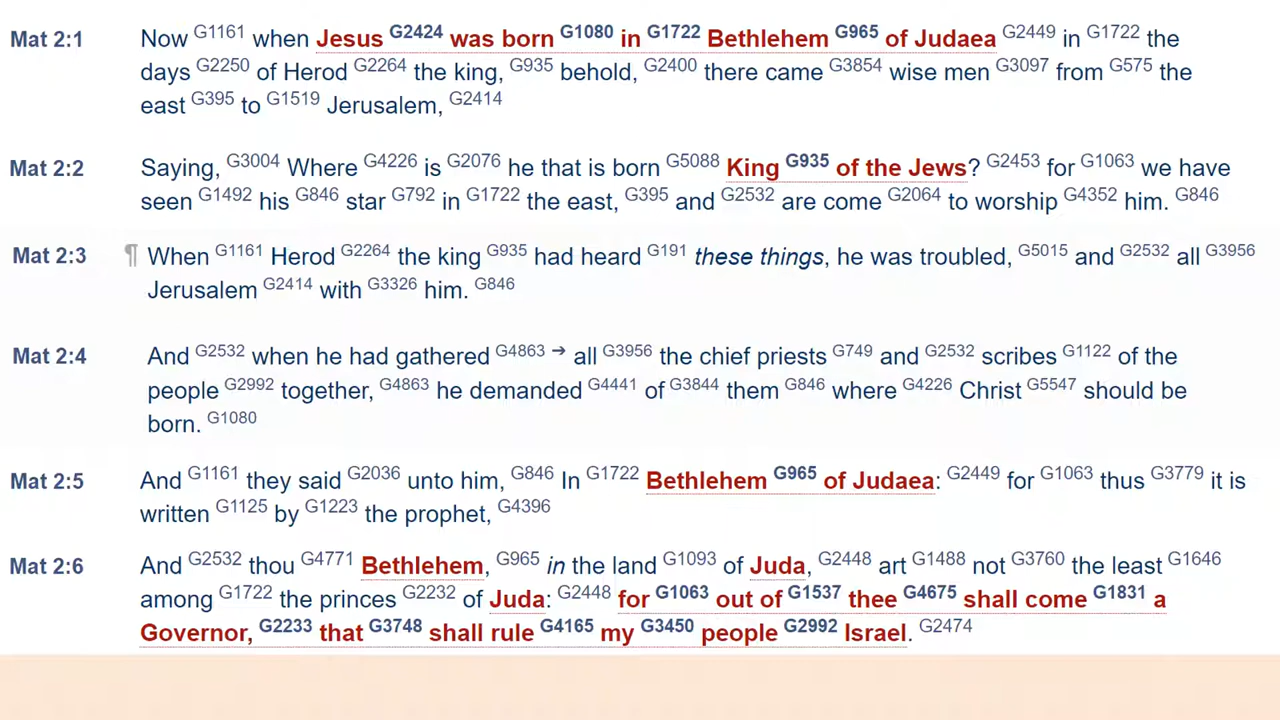 Mat 2:1 Now G1161 when Jesus G2424 was born G1080 in G1722 Bethlehem G965 of Judaea G2449 in G1722 the
days G2250 of Herod G2264 the king, G935 behold, G2400 there came G3854 wise men G3097 from G575 the
east G395 to G1519 Jerusalem, G2414
Mat 2:2 Saying, G3004 Where G4226 is G2076 he that is born G5088 King G935 of the Jews? G2453 for G1063 we have
seen G1492 his G846 star G792 in G1722 the east, G395 and G2532 are come G2064 to worship G4352 him. G846
Mat 2:3 ¶ When G1161 Herod G2264 the king G935 had heard G191 these things, he was troubled, G5015 and G2532 all G3956
Jerusalem G2414 with G3326 him. G846
Mat 2:4 And G2532 when he had gathered G4863 → all G3956 the chief priests G749 and G2532 scribes G1122 of the
people G2992 together, G4863 he demanded G4441 of G3844 them G846 where G4226 Christ G5547 should be
born. G1080
Mat 2:5 And G1161 they said G2036 unto him, G846 In G1722 Bethlehem G965 of Judaea: G2449 for G1063 thus G3779 it is
written G1125 by G1223 the prophet, G4396
Mat 2:6 And G2532 thou G4771 Bethlehem, G965 in the land G1093 of Juda, G2448 art G1488 not G3760 the least G1646
among G1722 the princes G2232 of Juda: G2448 for G1063 out of G1537 thee G4675 shall come G1831 a
Governor, G2233 that G3748 shall rule G4165 my G3450 people G2992 Israel. G2474